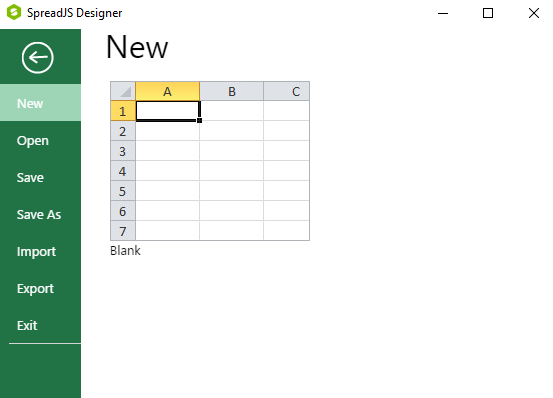 SpreadJS Designer
New
Open
Save
Save As
Import
Export
Exit
New
A B C
1
2
3
4
5
6
7
Blank